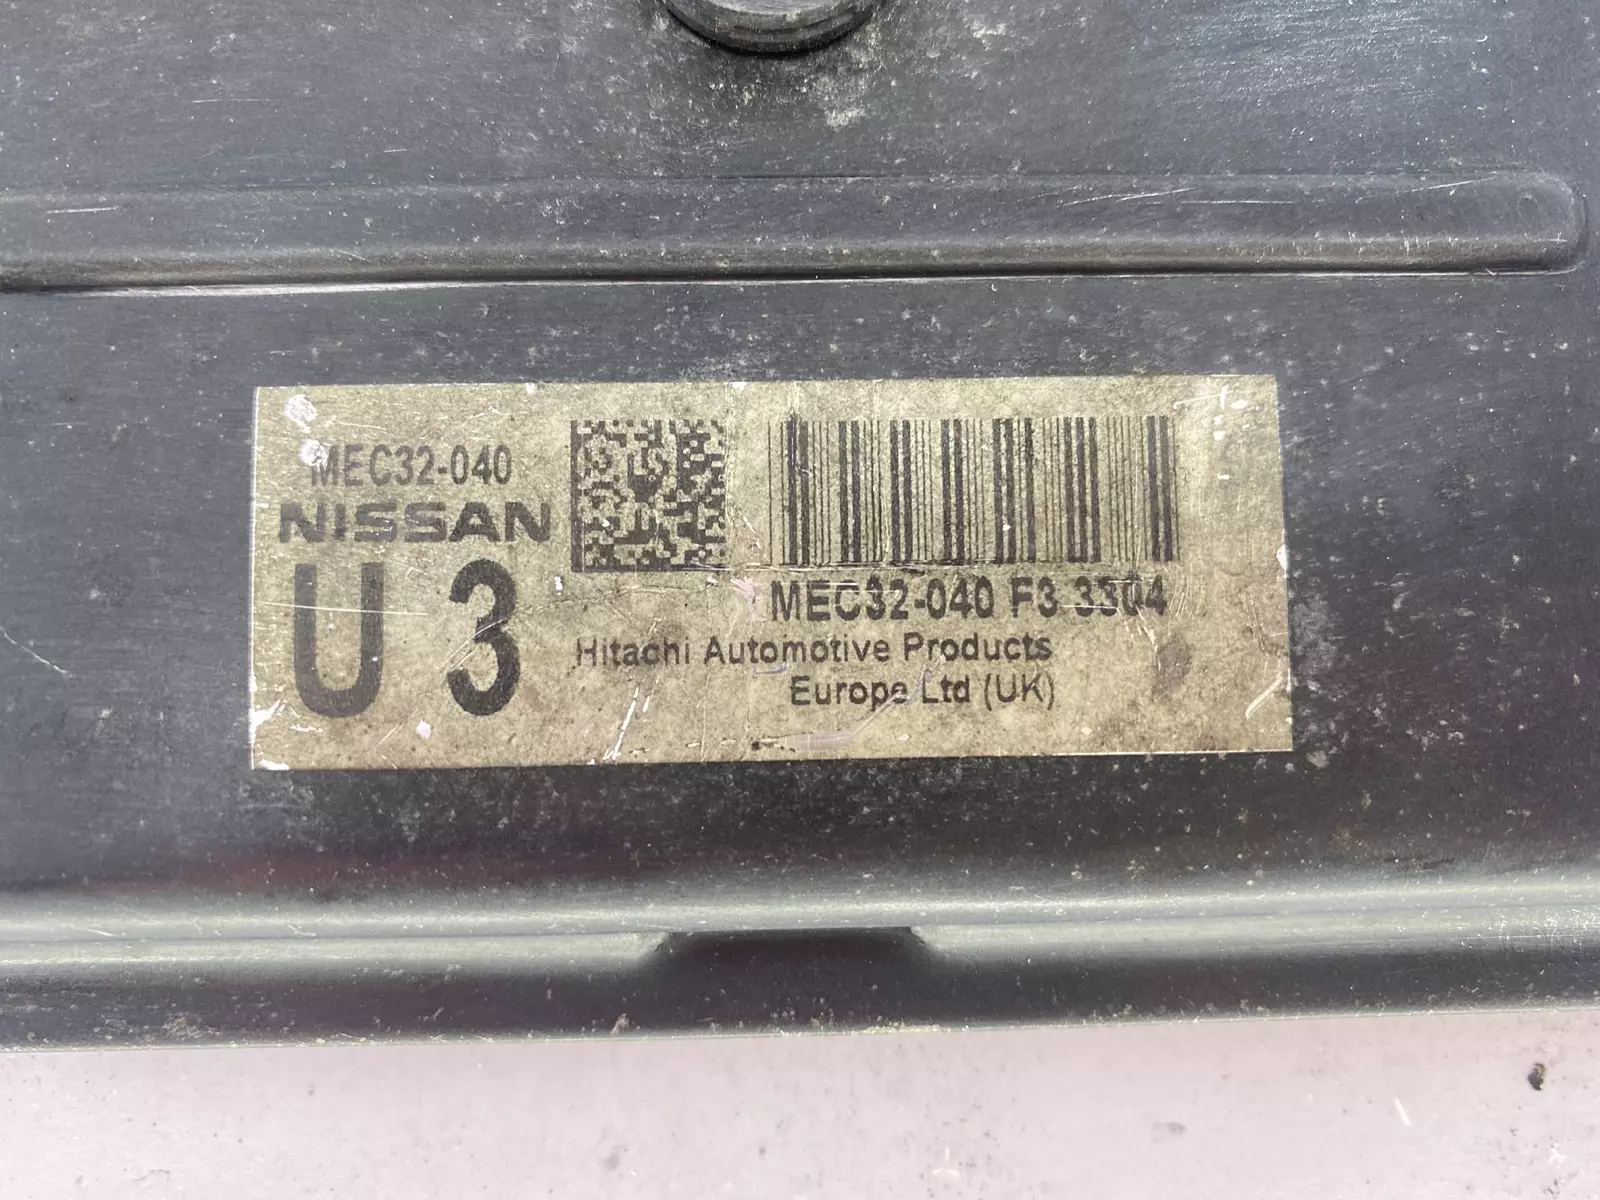 MEC32-040
NISSAN
U 3
MEC32-040 F3 3304
Hitachi Automotive Products
Europe Ltd (UK)